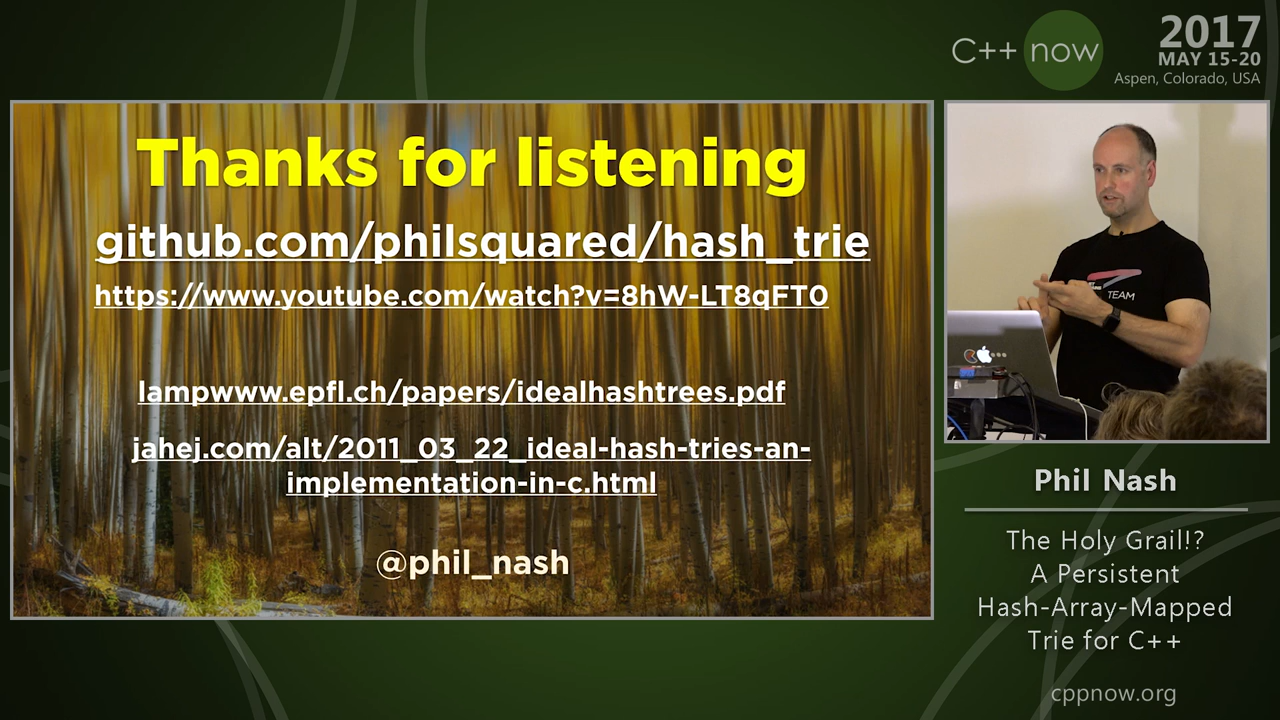 C++ now
2017
MAY 15-20
Aspen, Colorado, USA
Thanks for listening
github.com/philsquared/hash_trie
https://www.youtube.com/watch?v=8hW-LT8qFT0
lampwww.epfl.ch/papers/idealhashtrees.pdf
jahej.com/alt/2011_03_22_ideal-hash-tries-an-
implementation-in-c.html
@phil_nash
TEAM
Phil Nash
The Holy Grail!?
A Persistent
Hash-Array-Mapped
Trie for C++
cppnow.org